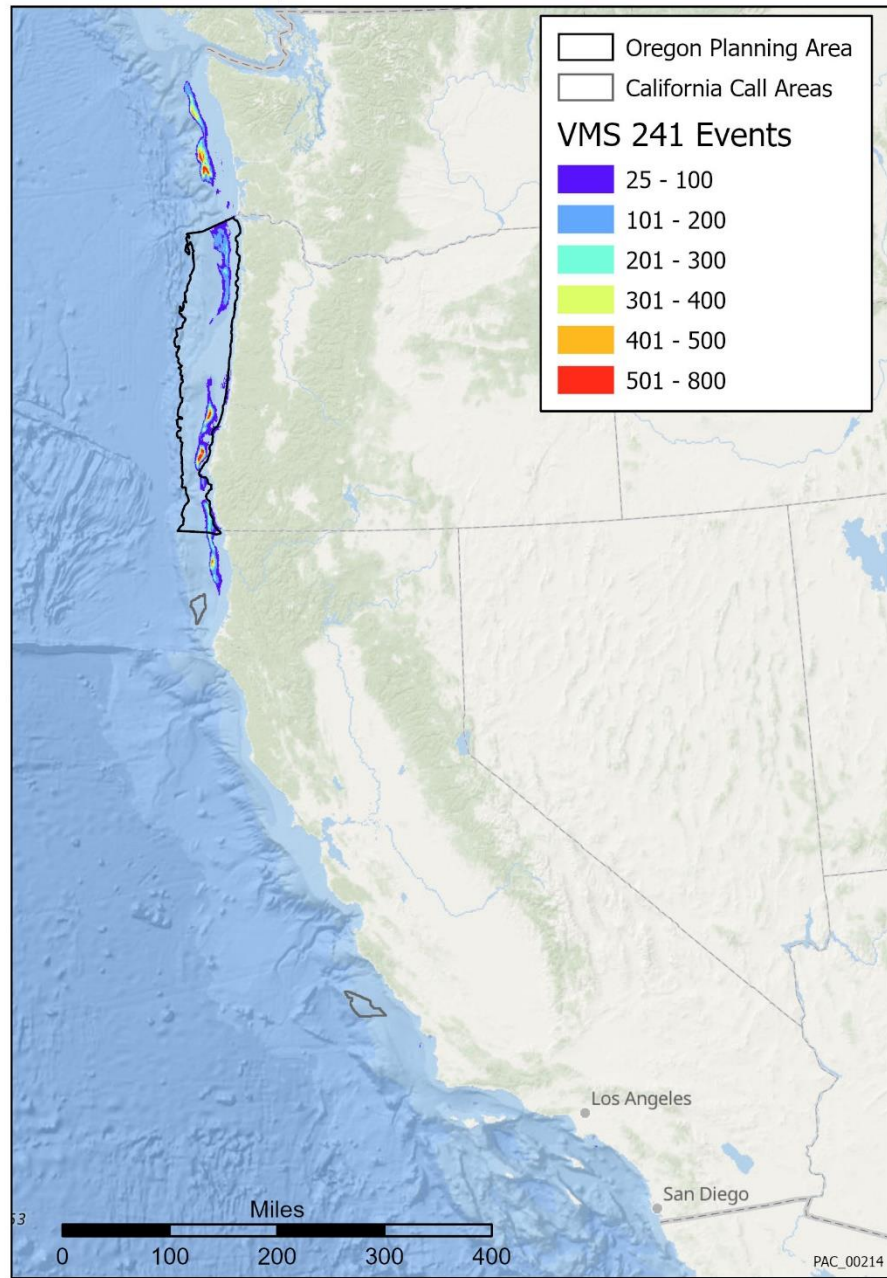 Oregon Planning Area
California Call Areas
VMS 241 Events
25 - 100
101 - 200
201 - 300
301 - 400
401 - 500
501 - 800
Los Angeles
San Diego
53
Miles
0 100 200 300 400
PAC_00214